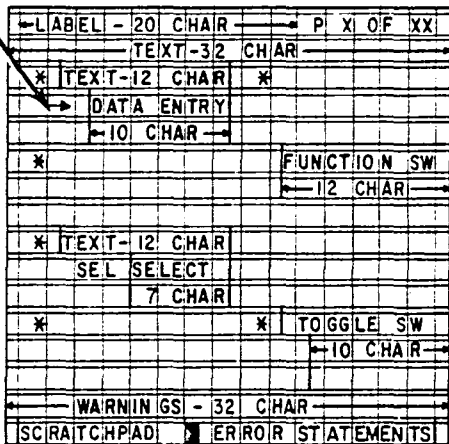 LABEL - 20 CHAR P X OF XX
TEXT-32 CHAR
* TEXT-12 CHAR *
DATA ENTRY
10 CHAR
* FUNCTION SW
12 CHAR
* TEXT-12 CHAR
SEL SELECT
7 CHAR
* * TOGGLE SW
10 CHAR
WARNINGS - 32 CHAR
SCRATCHPAD ERROR STATEMENTS